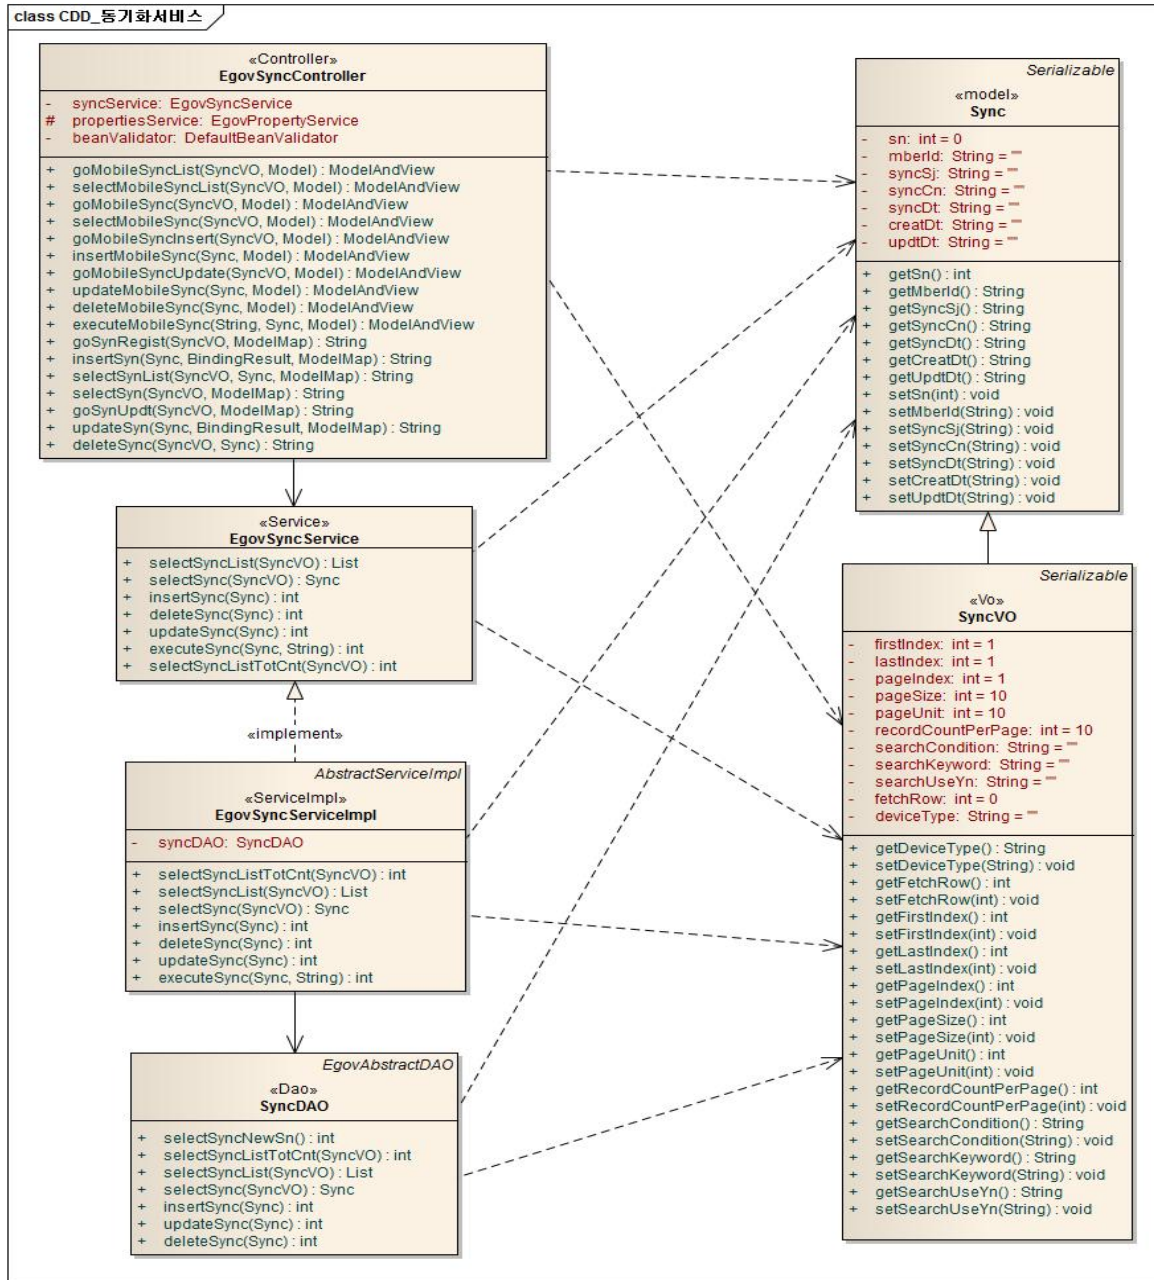 class CDD_동기화서비스
«Controller»
EgovSyncController
- syncService: EgovSyncService
# propertiesService: EgovPropertyService
- beanValidator: DefaultBeanValidator
+ goMobileSyncList(SyncVO, Model) : ModelAndView
+ selectMobileSyncList(SyncVO, Model) : ModelAndView
+ goMobileSync(SyncVO, Model) : ModelAndView
+ selectMobileSync(SyncVO, Model) : ModelAndView
+ goMobileSyncInsert(SyncVO, Model) : ModelAndView
+ insertMobileSync(Sync, Model) : ModelAndView
+ goMobileSyncUpdate(SyncVO, Model) : ModelAndView
+ updateMobileSync(Sync, Model) : ModelAndView
+ deleteMobileSync(Sync, Model) : ModelAndView
+ executeMobileSync(String, Sync, Model) : ModelAndView
+ goSynRegist(SyncVO, ModelMap) : String
+ insertSyn(Sync, BindingResult, ModelMap) : String
+ selectSynList(SyncVO, Sync, ModelMap) : String
+ selectSyn(SyncVO, ModelMap) : String
+ goSynUpdt(SyncVO, ModelMap) : String
+ updateSyn(Sync, BindingResult, ModelMap) : String
+ deleteSync(SyncVO, Sync) : String
«Service»
EgovSyncService
+ selectSyncList(SyncVO) : List
+ selectSync(SyncVO) : Sync
+ insertSync(Sync) : int
+ deleteSync(Sync) : int
+ updateSync(Sync) : int
+ executeSync(Sync, String) : int
+ selectSyncListTotCnt(SyncVO) : int
«implement»
AbstractServiceImpl
«ServiceImpl»
EgovSyncServiceImpl
- syncDAO: SyncDAO
+ selectSyncListTotCnt(SyncVO) : int
+ selectSyncList(SyncVO) : List
+ selectSync(SyncVO) : Sync
+ insertSync(Sync) : int
+ deleteSync(Sync) : int
+ updateSync(Sync) : int
+ executeSync(Sync, String) : int
EgovAbstractDAO
«Dao»
SyncDAO
+ selectSyncNewSn() : int
+ selectSyncListTotCnt(SyncVO) : int
+ selectSyncList(SyncVO) : List
+ selectSync(SyncVO) : Sync
+ insertSync(Sync) : int
+ updateSync(Sync) : int
+ deleteSync(Sync) : int
Serializable
«model»
Sync
- sn: int = 0
- mberId: String = ""
- syncSj: String = ""
- syncCn: String = ""
- syncDt: String = ""
- creatDt: String = ""
- updtDt: String = ""
+ getSn() : int
+ getMberId() : String
+ getSyncSj() : String
+ getSyncCn() : String
+ getSyncDt() : String
+ getCreatDt() : String
+ getUpdtDt() : String
+ setSn(int) : void
+ setMberId(String) : void
+ setSyncSj(String) : void
+ setSyncCn(String) : void
+ setSyncDt(String) : void
+ setCreatDt(String) : void
+ setUpdtDt(String) : void
Serializable
«Vo»
SyncVO
- firstIndex: int = 1
- lastIndex: int = 1
- pageIndex: int = 1
- pageSize: int = 10
- pageUnit: int = 10
- recordCountPerPage: int = 10
- searchCondition: String = ""
- searchKeyword: String = ""
- searchUseYn: String = ""
- fetchRow: int = 0
- deviceType: String = ""
+ getDeviceType() : String
+ setDeviceType(String) : void
+ getFetchRow() : int
+ setFetchRow(int) : void
+ getFirstIndex() : int
+ setFirstIndex(int) : void
+ getLastIndex() : int
+ setLastIndex(int) : void
+ getPageIndex() : int
+ setPageIndex(int) : void
+ getPageSize() : int
+ setPageSize(int) : void
+ getPageUnit() : int
+ setPageUnit(int) : void
+ getRecordCountPerPage() : int
+ setRecordCountPerPage(int) : void
+ getSearchCondition() : String
+ setSearchCondition(String) : void
+ getSearchKeyword() : String
+ setSearchKeyword(String) : void
+ getSearchUseYn() : String
+ setSearchUseYn(String) : void